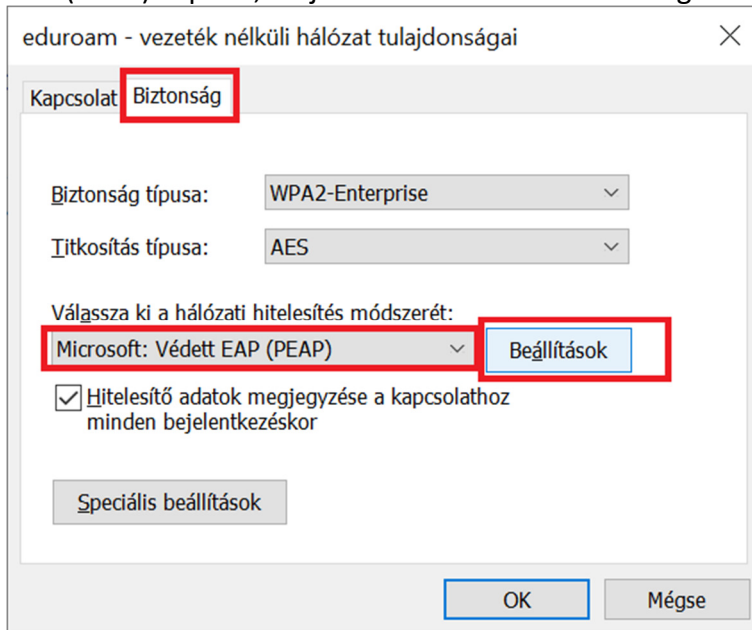 eduroam - vezeték nélküli hálózat tulajdonságai
Kapcsolat Biztonság
Biztonság típusa: WPA2-Enterprise
Titkosítás típusa: AES
Válassza ki a hálózati hitelesítés módszerét:
Microsoft: Védett EAP (PEAP) Beállítások
Hitelesítő adatok megjegyzése a kapcsolathoz
minden bejelentkezéskor
Speciális beállítások
OK Mégse